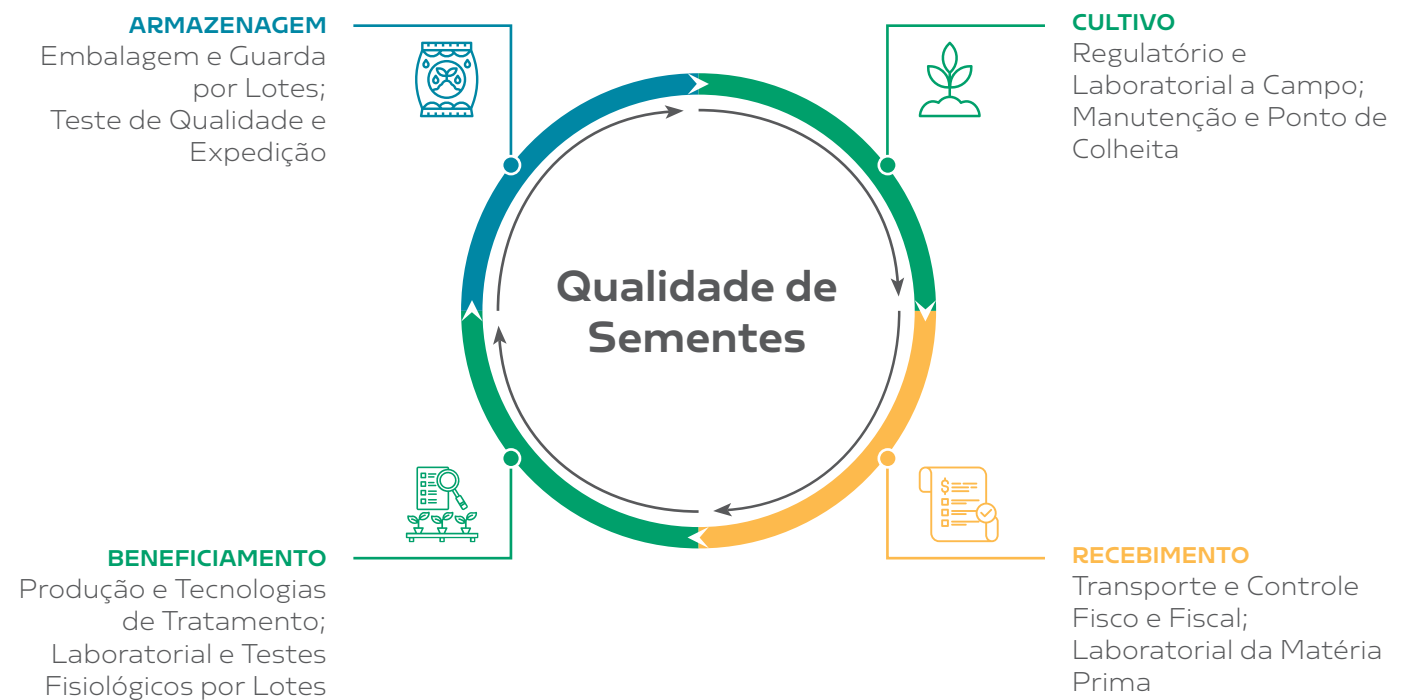 ARMAZENAGEM
Embalagem e Guarda
por Lotes;
Teste de Qualidade e
Expedição
CULTIVO
Regulatório e
Laboratorial a Campo;
Manutenção e Ponto de
Colheita
Qualidade de
Sementes
BENEFICIAMENTO
Produção e Tecnologias
de Tratamento;
Laboratorial e Testes
Fisiológicos por Lotes
$
RECEBIMENTO
Transporte e Controle
Fisco e Fiscal;
Laboratorial da Matéria
Prima